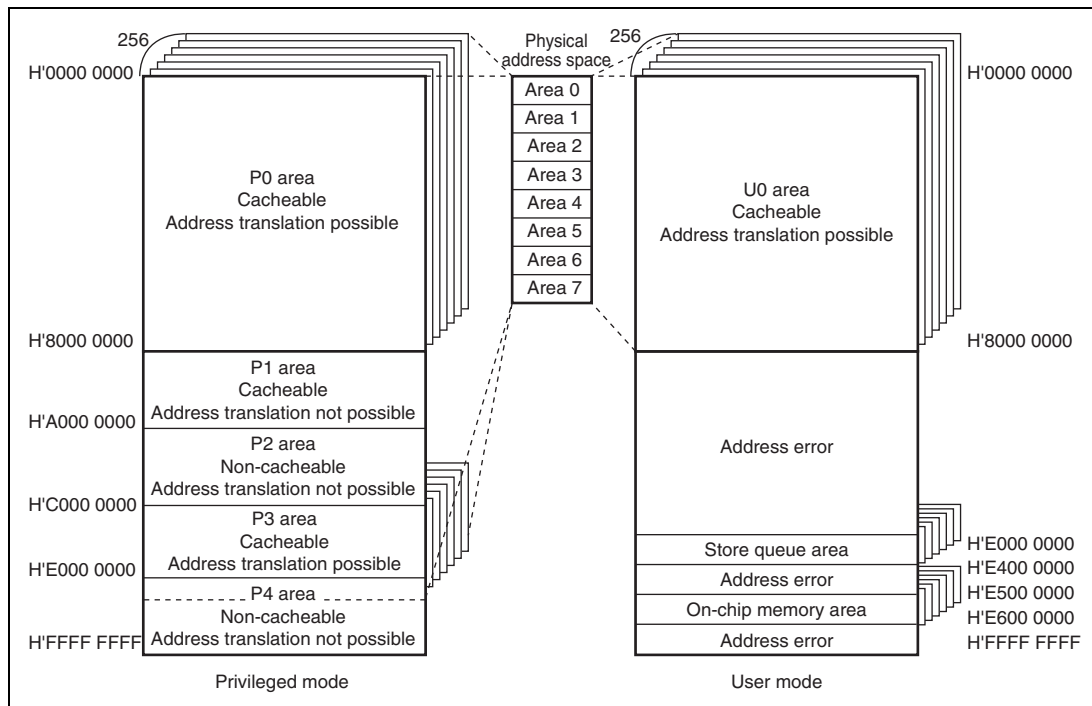 256
H'0000 0000
P0 area
Cacheable
Address translation possible
H'8000 0000
P1 area
Cacheable
Address translation not possible
H'A000 0000
P2 area
Non-cacheable
Address translation not possible
H'C000 0000
P3 area
Cacheable
Address translation possible
H'E000 0000
P4 area
Non-cacheable
Address translation not possible
H'FFFF FFFF
Privileged mode
Physical
address space
Area 0
Area 1
Area 2
Area 3
Area 4
Area 5
Area 6
Area 7
256
H'0000 0000
U0 area
Cacheable
Address translation possible
H'8000 0000
Address error
Store queue area
H'E000 0000
Address error
H'E400 0000
On-chip memory area
H'E500 0000
Address error
H'E600 0000
H'FFFF FFFF
User mode